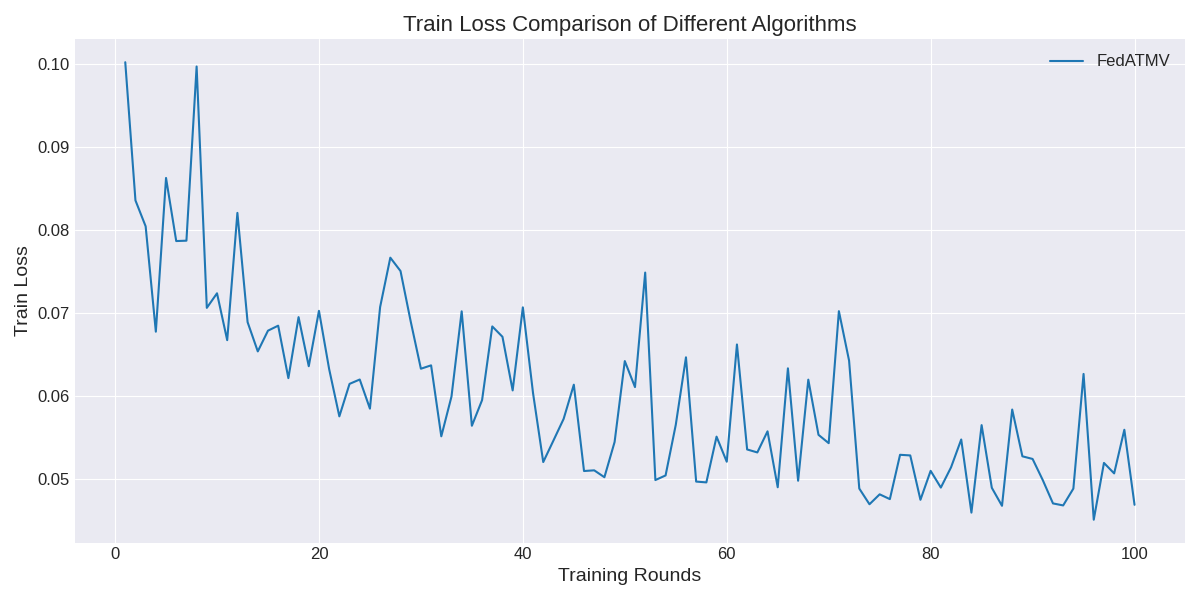 Train Loss Comparison of Different Algorithms
FedATMV
0.10
0.09
0.08
0.07
0.06
0.05
Train Loss
0 20 40 60 80 100
Training Rounds